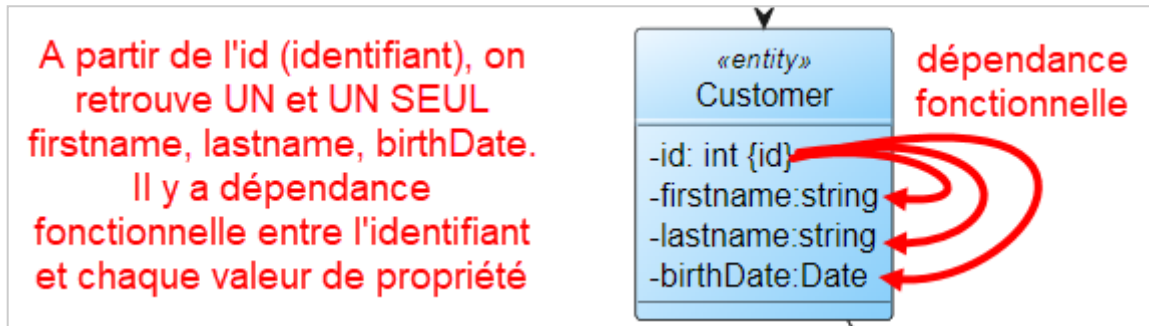 A partir de l'id (identifiant), on
retrouve UN et UN SEUL
firstname, lastname, birthDate.
Il y a dépendance
fonctionnelle entre l'identifiant
et chaque valeur de propriété
«entity»
Customer
-id: int {id}
-firstname:string
-lastname:string
-birthDate:Date
dépendance
fonctionnelle